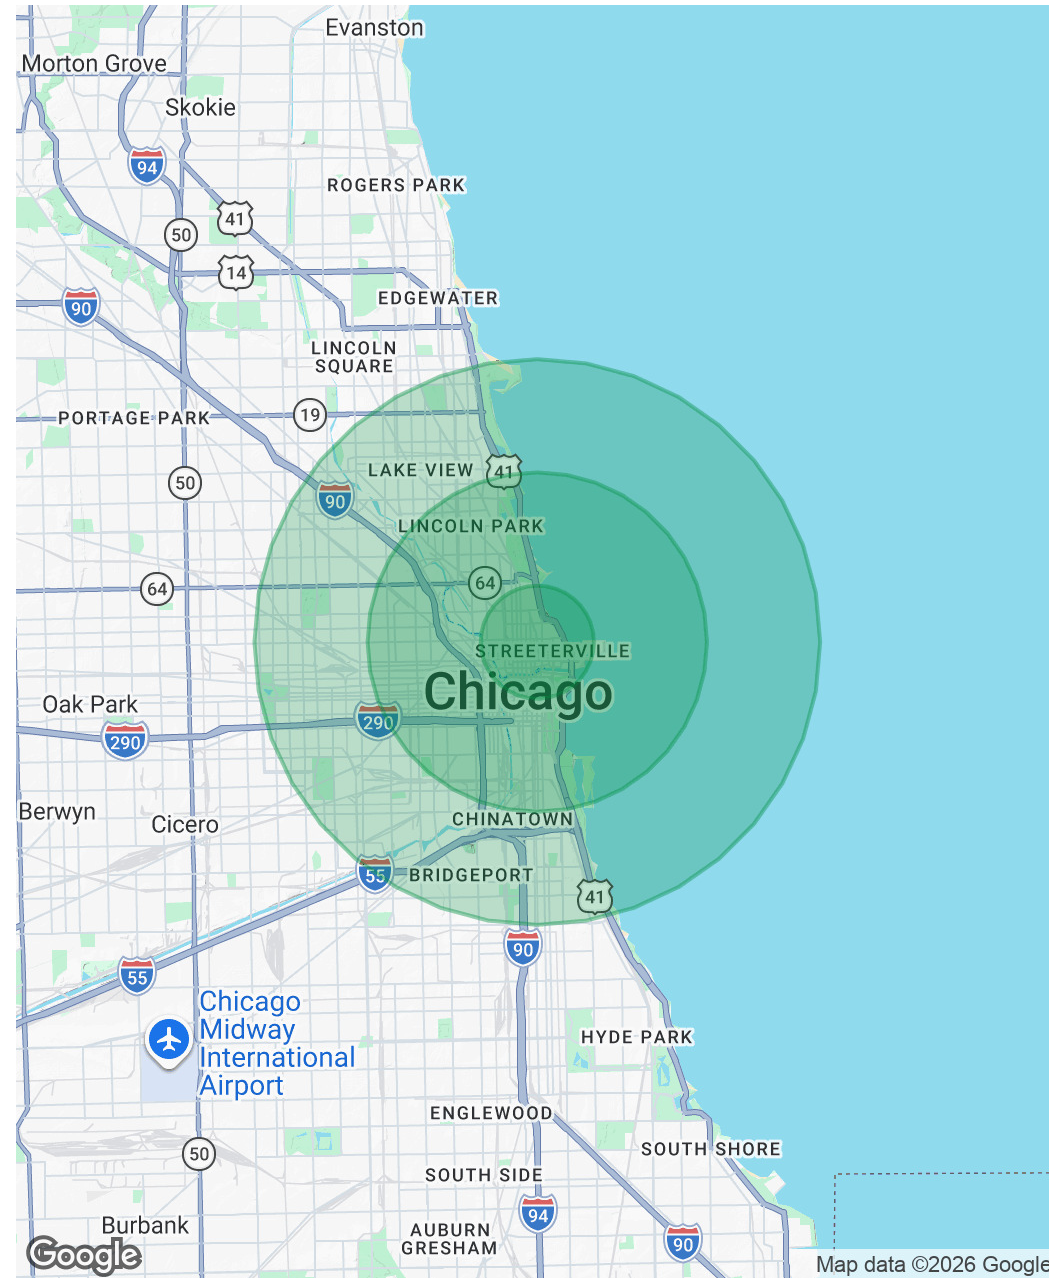 Evanston
Morton Grove
Skokie
94
ROGERS PARK
41
50
14
EDGEWATER
90
LINCOLN
SQUARE
19
PORTAGE PARK
LAKE VIEW
41
50
90
LINCOLN PARK
64
64
STREETERVILLE
Chicago
Oak Park
290
290
Berwyn
CHINATOWN
Cicero
55
BRIDGEPORT
41
90
55
Chicago
Midway
International
Airport
HYDE PARK
ENGLEWOOD
50
SOUTH SHORE
SOUTH SIDE
94
Burbank
AUBURN
GRESHAM
90
Google
Map data ©2026 Google